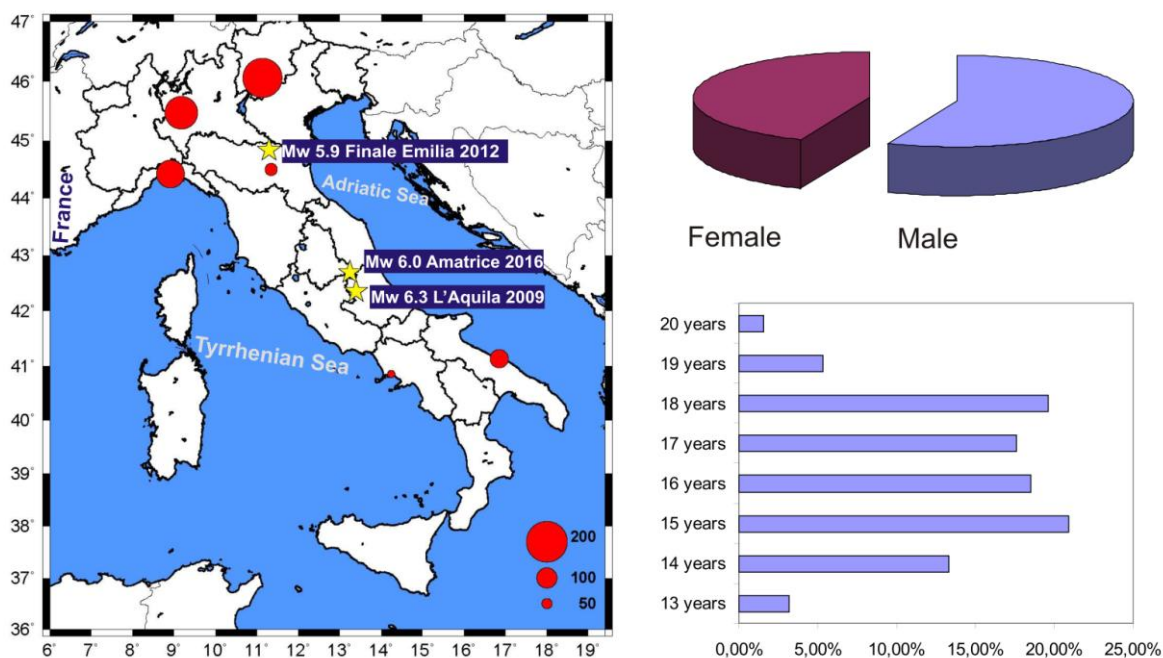 47°
46°
45°
44°
43°
42°
41°
40°
39°
38°
37°
36°
6° 7° 8° 9° 10° 11° 12° 13° 14° 15° 16° 17° 18° 19°
France
Mw 5.9 Finale Emilia 2012
Adriatic Sea
Mw 6.0 Amatrice 2016
Mw 6.3 L'Aquila 2009
Tyrrhenian Sea
200
100
50
Female Male
20 years
19 years
18 years
17 years
16 years
15 years
14 years
13 years
0,00% 5,00% 10,00% 15,00% 20,00% 25,00%